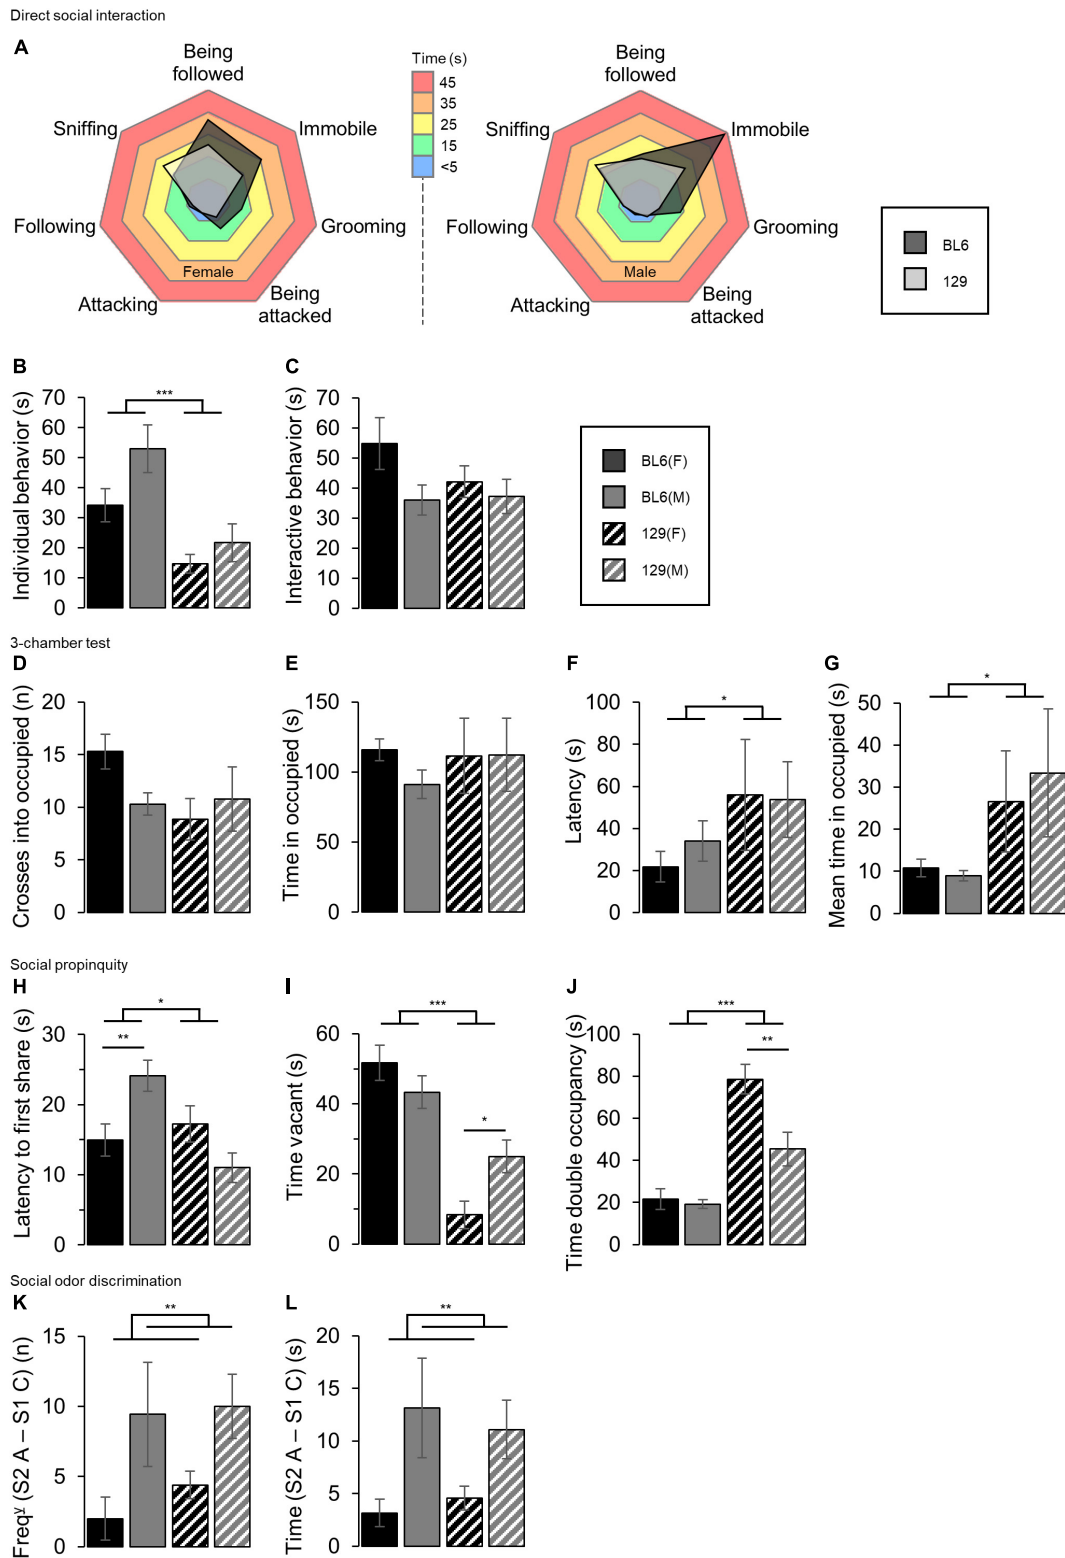 Direct social interaction
A
Being
followed
Sniffing
Immobile
Following
Grooming
Female
Attacking
Being
attacked
Time (s)
45
35
25
15
<5
Being
followed
Sniffing
Immobile
Following
Grooming
Male
Attacking
Being
attacked
BL6
129
B
Individual behavior (s)
70
60
50
40
30
20
10
0
***
C
Interactive behavior (s)
70
60
50
40
30
20
10
0
BL6(F)
BL6(M)
129(F)
129(M)
3-chamber test
D
Crosses into occupied (n)
20
15
10
5
0
E
Time in occupied (s)
150
100
50
0
F
Latency (s)
100
80
60
40
20
0
*
G
Mean time in occupied (s)
50
40
30
20
10
0
*
Social propinquity
H
Latency to first share (s)
30
20
10
0
*
**
I
Time vacant (s)
60
40
20
0
***
*
J
Time double occupancy (s)
100
80
60
40
20
0
***
**
Social odor discrimination
K
Freqʸ (S2 A – S1 C) (n)
15
10
5
0
**
L
Time (S2 A – S1 C) (s)
20
15
10
5
0
**